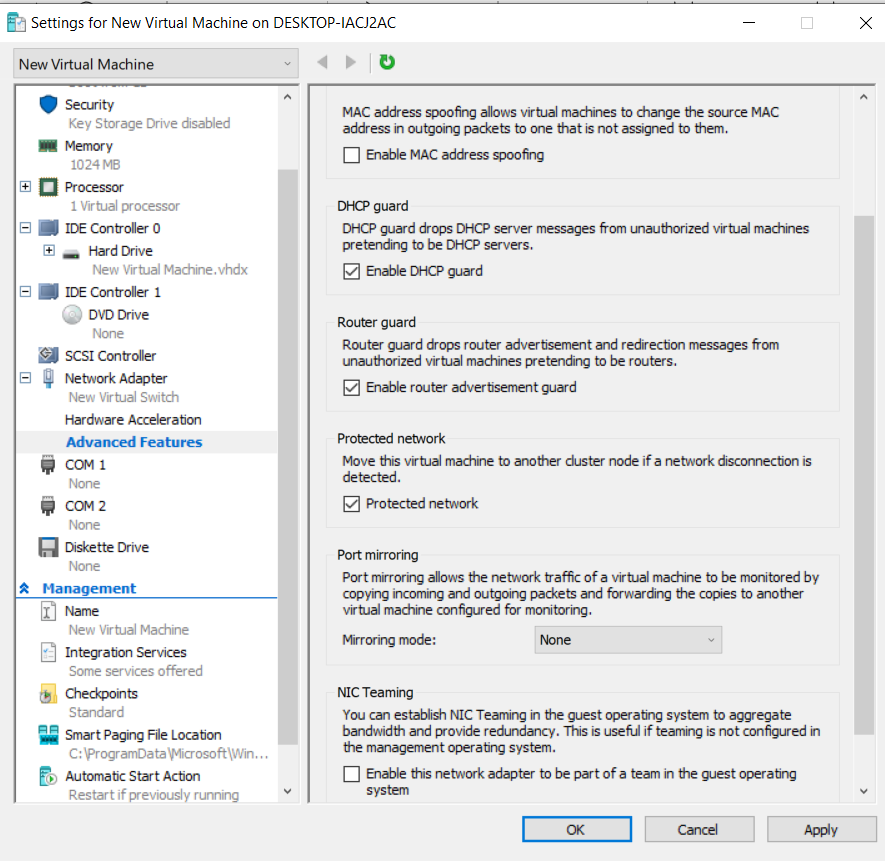 Settings for New Virtual Machine on DESKTOP-IACJ2AC
New Virtual Machine
Security
Key Storage Drive disabled
Memory
1024 MB
Processor
1 Virtual processor
IDE Controller 0
Hard Drive
New Virtual Machine.vhdx
IDE Controller 1
DVD Drive
None
SCSI Controller
Network Adapter
New Virtual Switch
Hardware Acceleration
Advanced Features
COM 1
None
COM 2
None
Diskette Drive
None
Management
Name
New Virtual Machine
Integration Services
Some services offered
Checkpoints
Standard
Smart Paging File Location
C:\ProgramData\Microsoft\Win...
Automatic Start Action
Restart if previously running
MAC address spoofing allows virtual machines to change the source MAC
address in outgoing packets to one that is not assigned to them.
Enable MAC address spoofing
DHCP guard
DHCP guard drops DHCP server messages from unauthorized virtual machines
pretending to be DHCP servers.
Enable DHCP guard
Router guard
Router guard drops router advertisement and redirection messages from
unauthorized virtual machines pretending to be routers.
Enable router advertisement guard
Protected network
Move this virtual machine to another cluster node if a network disconnection is
detected.
Protected network
Port mirroring
Port mirroring allows the network traffic of a virtual machine to be monitored by
copying incoming and outgoing packets and forwarding the copies to another
virtual machine configured for monitoring.
Mirroring mode:
None
NIC Teaming
You can establish NIC Teaming in the guest operating system to aggregate
bandwidth and provide redundancy. This is useful if teaming is not configured in
the management operating system.
Enable this network adapter to be part of a team in the guest operating
system
OK
Cancel
Apply